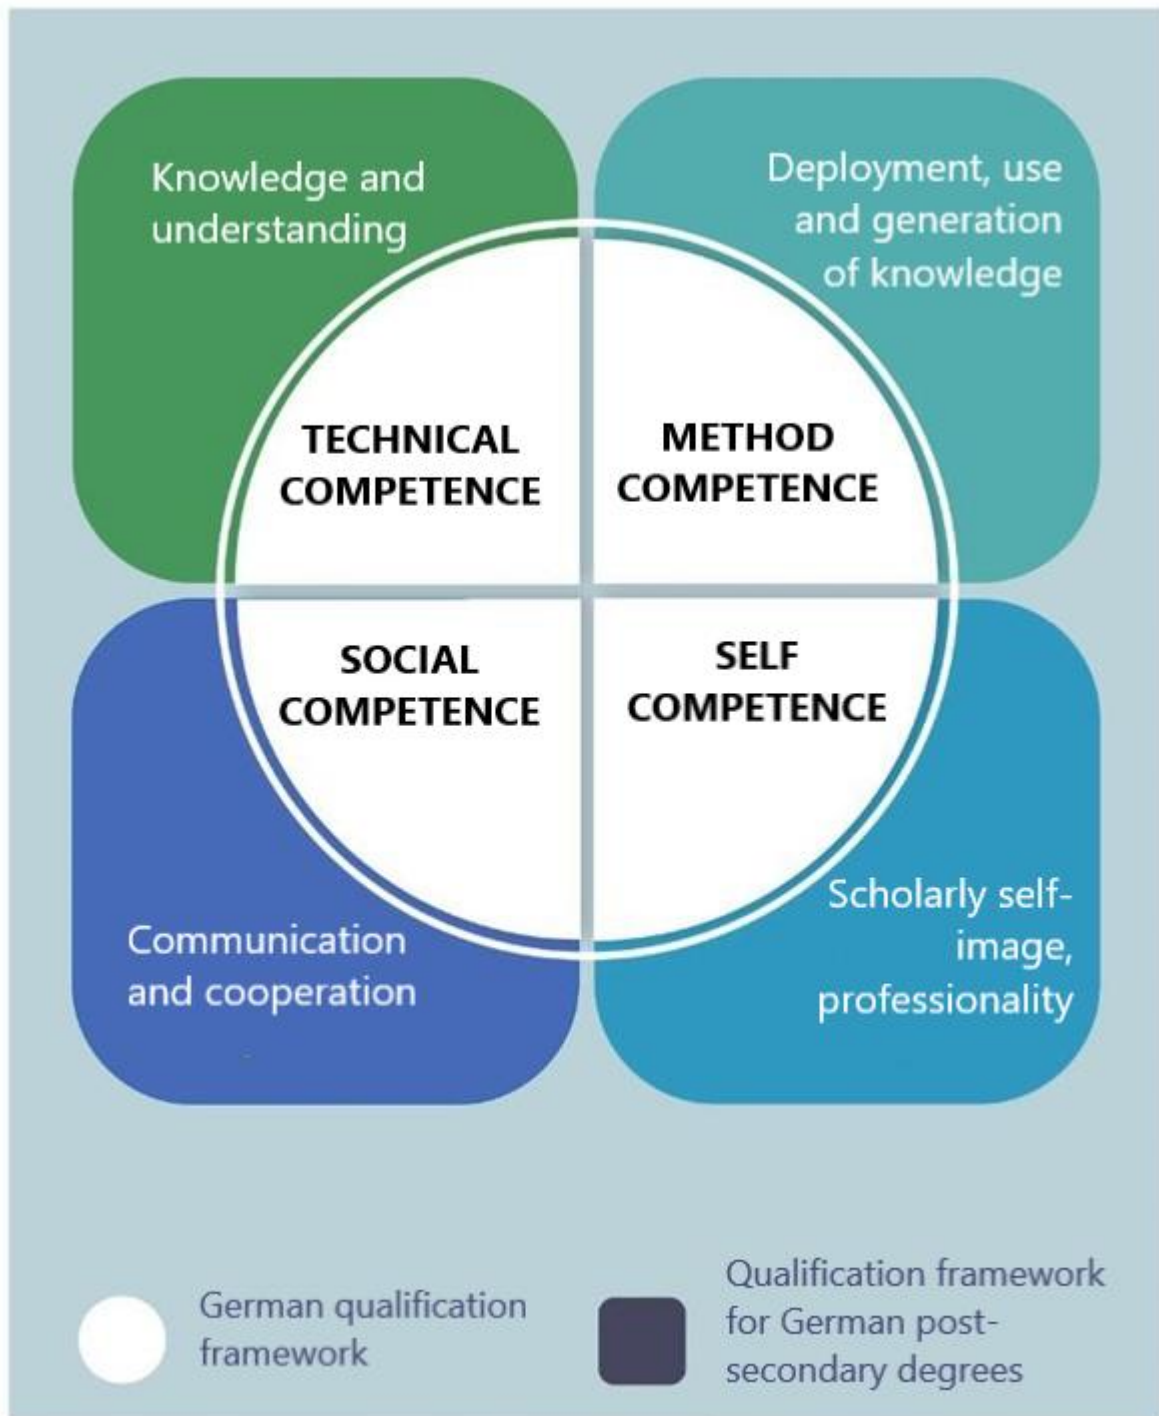 Knowledge and
understanding
Deployment, use
and generation
of knowledge
TECHNICAL
COMPETENCE
METHOD
COMPETENCE
SOCIAL
COMPETENCE
SELF
COMPETENCE
Communication
and cooperation
Scholarly self-
image,
professionality
German qualification
framework
Qualification framework
for German post-
secondary degrees